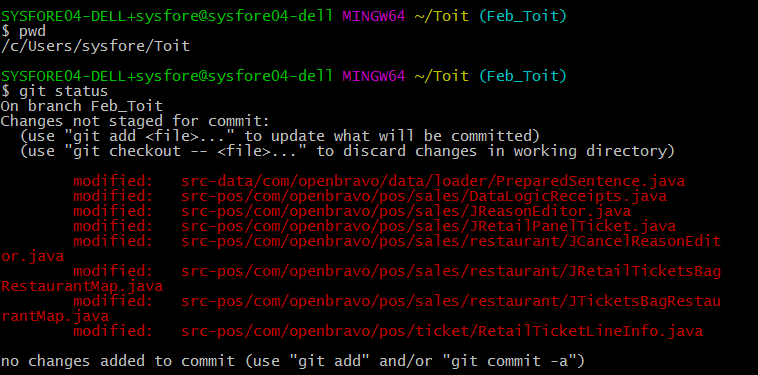 SYSFORE04-DELL+sysfore@sysfore04-dell MINGW64 ~/Toit (Feb_Toit)
$ pwd
/c/Users/sysfore/Toit
SYSFORE04-DELL+sysfore@sysfore04-dell MINGW64 ~/Toit (Feb_Toit)
$ git status
On branch Feb_Toit
Changes not staged for commit:
  (use "git add <file>..." to update what will be committed)
  (use "git checkout -- <file>..." to discard changes in working directory)
        modified:   src-data/com/openbravo/data/loader/PreparedSentence.java
        modified:   src-pos/com/openbravo/pos/sales/DataLogicReceipts.java
        modified:   src-pos/com/openbravo/pos/sales/JReasonEditor.java
        modified:   src-pos/com/openbravo/pos/sales/JRetailPanelTicket.java
        modified:   src-pos/com/openbravo/pos/sales/restaurant/JCancelReasonEdit
or.java
        modified:   src-pos/com/openbravo/pos/sales/restaurant/JRetailTicketsBag
RestaurantMap.java
        modified:   src-pos/com/openbravo/pos/sales/restaurant/JTicketsBagRestau
rantMap.java
        modified:   src-pos/com/openbravo/pos/ticket/RetailTicketLineInfo.java
no changes added to commit (use "git add" and/or "git commit -a")